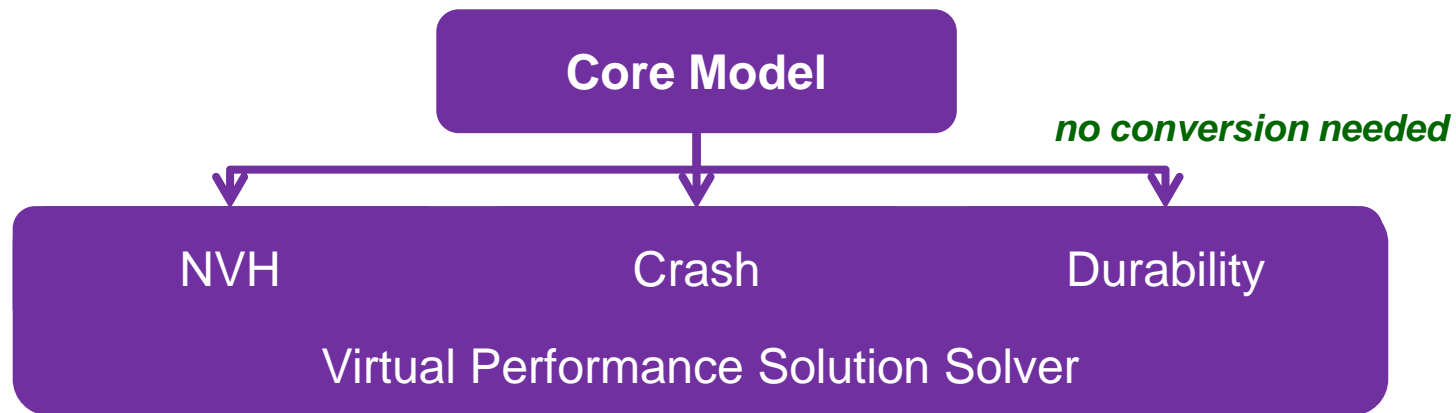 Core Model
no conversion needed
NVH Crash Durability
Virtual Performance Solution Solver